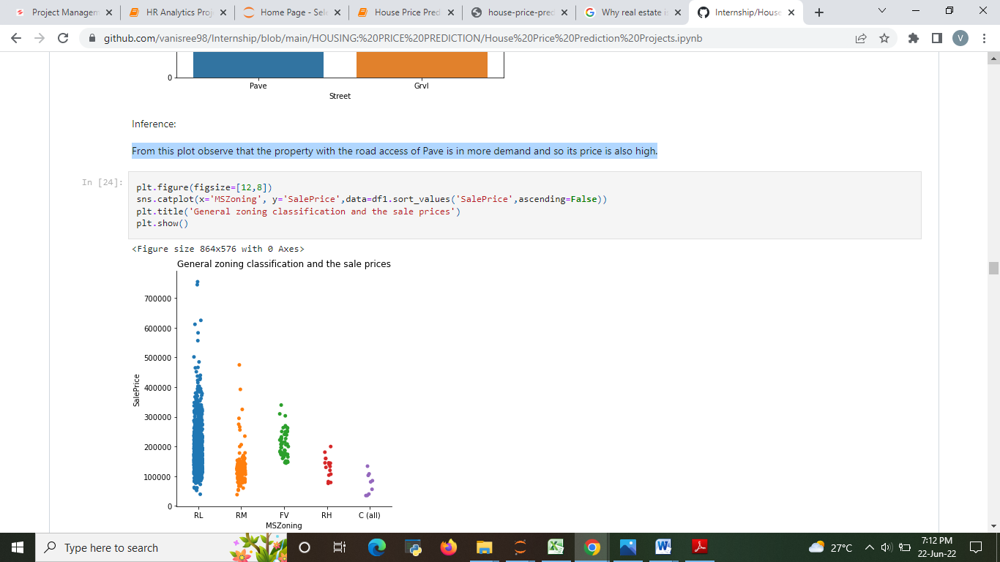 Project Managem
HR Analytics Proj
Home Page - Sele
House Price Predi
house-price-pred
Why real estate is
Internship/House
github.com/vanisree98/Internship/blob/main/HOUSING:%20PRICE%20PREDICTION/House%20Price%20Prediction%20Projects.ipynb
V
0
Pave
Grvl
Street
Inference:
From this plot observe that the property with the road access of Pave is in more demand and so its price is also high.
In [24]:
plt.figure(figsize=[12,8])
sns.catplot(x='MSZoning', y='SalePrice',data=df1.sort_values('SalePrice',ascending=False))
plt.title('General zoning classification and the sale prices')
plt.show()
<Figure size 864x576 with 0 Axes>
General zoning classification and the sale prices
700000
600000
500000
400000
300000
200000
100000
0
SalePrice
RL RM FV RH C (all)
MSZoning
Type here to search
27°C
7:12 PM
22-Jun-22